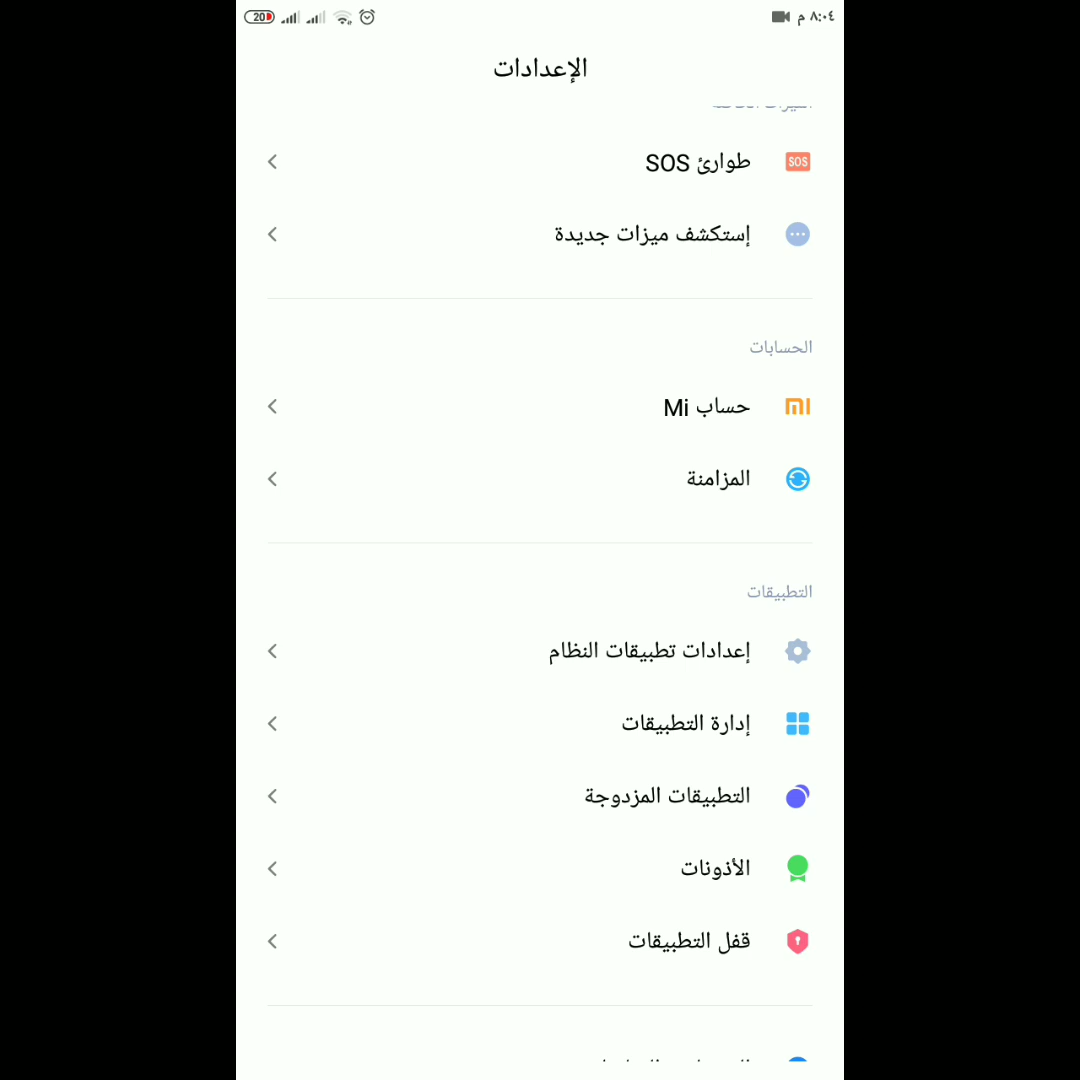 20
٨:٠٤ م
الإعدادات
طوارئ SOS
SOS
إستكشف ميزات جديدة
الحسابات
حساب Mi
المزامنة
التطبيقات
إعدادات تطبيقات النظام
إدارة التطبيقات
التطبيقات المزدوجة
الأذونات
قفل التطبيقات